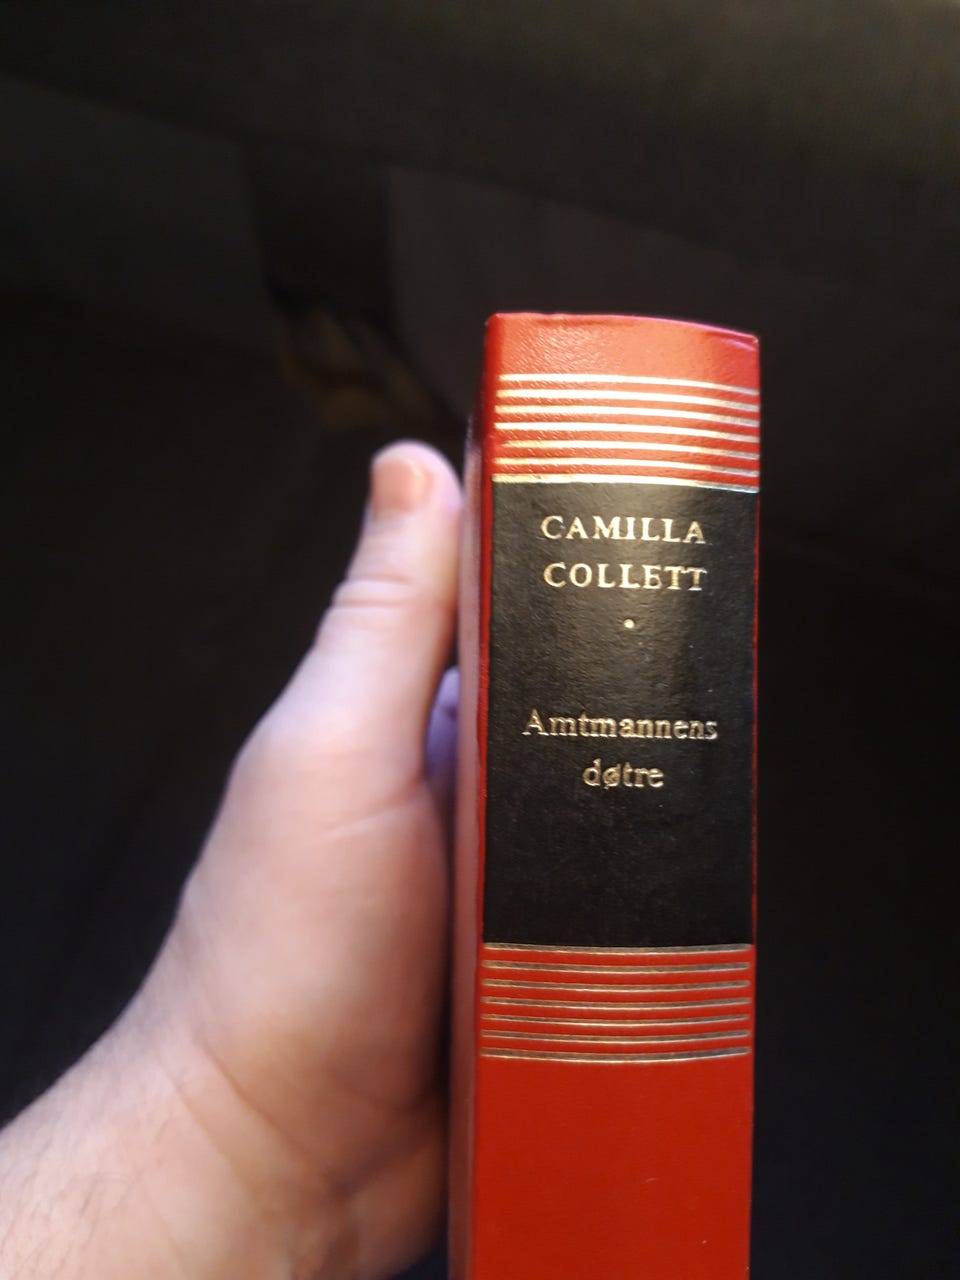 CAMILLA
COLLETT
•
Amtmannens
døtre